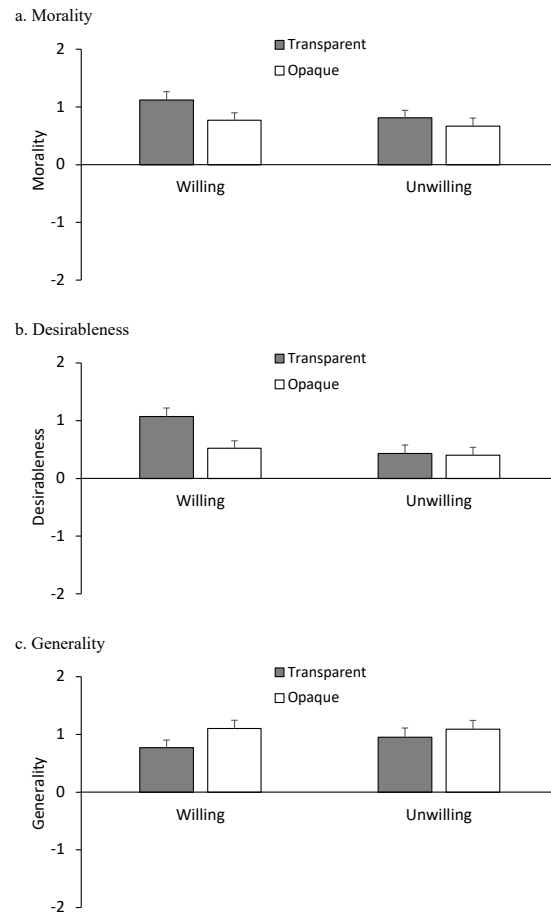 a. Morality
Transparent
Opaque
2
1
0
-1
-2
Morality
Willing
Unwilling
b. Desirableness
Transparent
Opaque
2
1
0
-1
-2
Desirableness
Willing
Unwilling
c. Generality
Transparent
Opaque
2
1
0
-1
-2
Generality
Willing
Unwilling